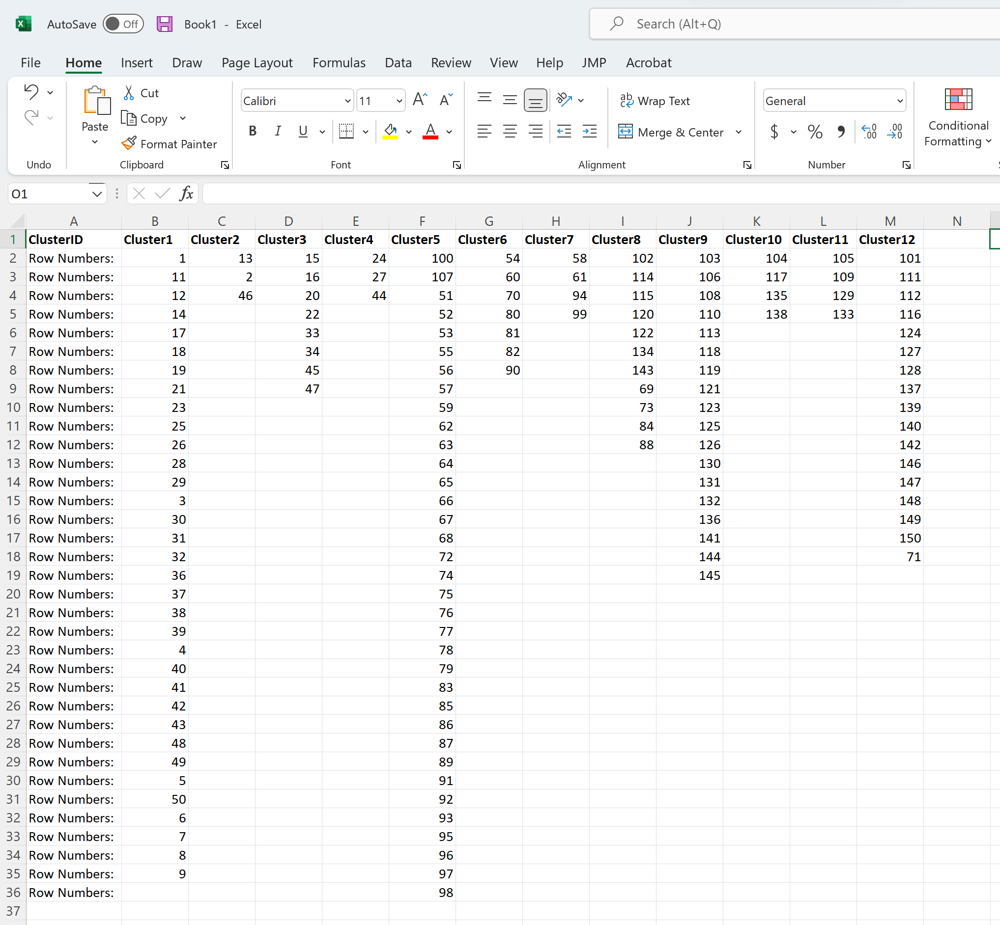 AutoSave Off Book1 - Excel Search (Alt+Q)
File Home Insert Draw Page Layout Formulas Data Review View Help JMP Acrobat
Paste Cut Copy Format Painter
Calibri 11 B I U A
ab Wrap Text Merge & Center
General $ % , .00 .0
Conditional Formatting
Undo Clipboard Font Alignment Number
O1 fx
A B C D E F G H I J K L M N
1 ClusterID Cluster1 Cluster2 Cluster3 Cluster4 Cluster5 Cluster6 Cluster7 Cluster8 Cluster9 Cluster10 Cluster11 Cluster12
2 Row Numbers: 1 13 15 24 100 54 58 102 103 104 105 101
3 Row Numbers: 11 2 16 27 107 60 61 114 106 117 109 111
4 Row Numbers: 12 46 20 44 51 70 94 115 108 135 129 112
5 Row Numbers: 14 22 52 80 99 120 110 138 133 116
6 Row Numbers: 17 33 53 81 122 113 124
7 Row Numbers: 18 34 55 82 134 118 127
8 Row Numbers: 19 45 56 90 143 119 128
9 Row Numbers: 21 47 57 69 121 137
10 Row Numbers: 23 59 73 123 139
11 Row Numbers: 25 62 84 125 140
12 Row Numbers: 26 63 88 126 142
13 Row Numbers: 28 64 130 146
14 Row Numbers: 29 65 131 147
15 Row Numbers: 3 66 132 148
16 Row Numbers: 30 67 136 149
17 Row Numbers: 31 68 141 150
18 Row Numbers: 32 72 144 71
19 Row Numbers: 36 74 145
20 Row Numbers: 37 75
21 Row Numbers: 38 76
22 Row Numbers: 39 77
23 Row Numbers: 4 78
24 Row Numbers: 40 79
25 Row Numbers: 41 83
26 Row Numbers: 42 85
27 Row Numbers: 43 86
28 Row Numbers: 48 87
29 Row Numbers: 49 89
30 Row Numbers: 5 91
31 Row Numbers: 50 92
32 Row Numbers: 6 93
33 Row Numbers: 7 95
34 Row Numbers: 8 96
35 Row Numbers: 9 97
36 Row Numbers: 98
37